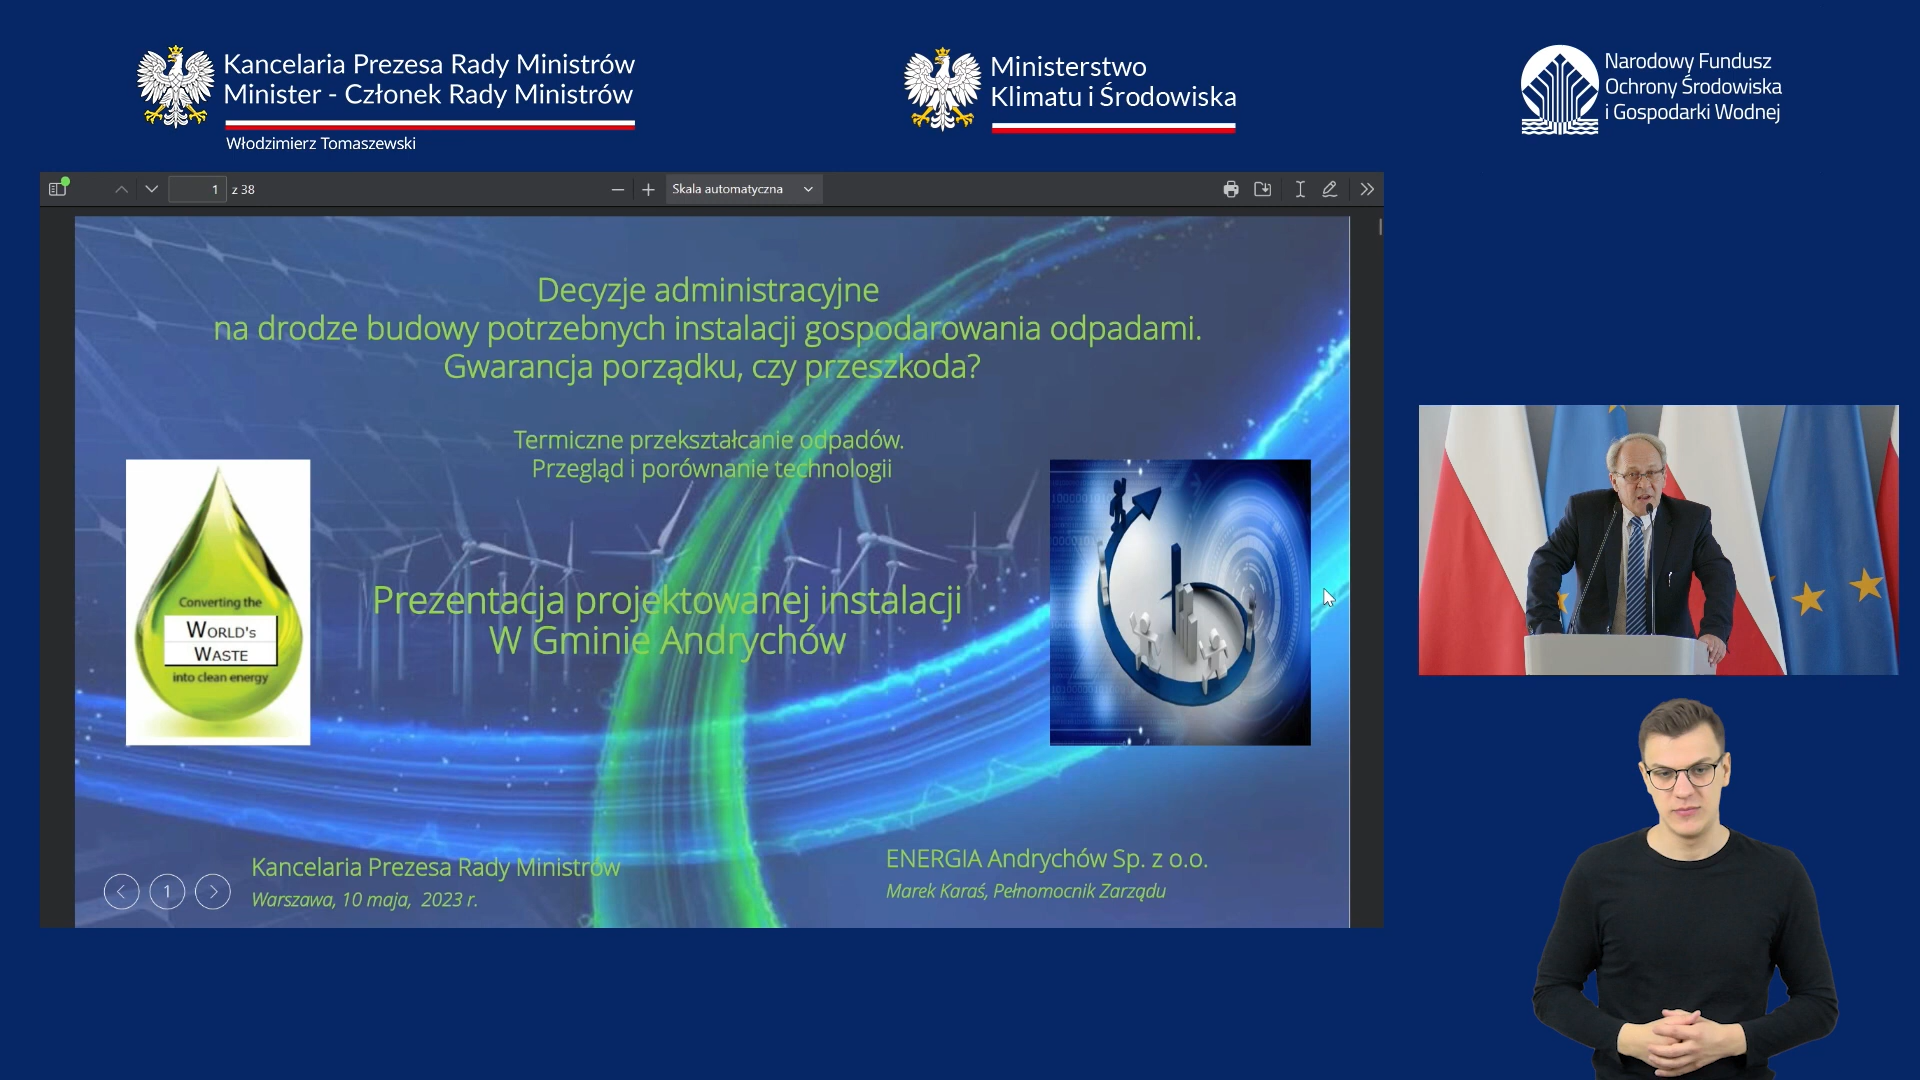 Kancelaria Prezesa Rady Ministrów
Minister - Członek Rady Ministrów
Włodzimierz Tomaszewski
Ministerstwo
Klimatu i Środowiska
Narodowy Fundusz
Ochrony Środowiska
i Gospodarki Wodnej
1 z 38
Skala automatyczna
Decyzje administracyjne
na drodze budowy potrzebnych instalacji gospodarowania odpadami.
Gwarancja porządku, czy przeszkoda?
Termiczne przekształcanie odpadów.
Przegląd i porównanie technologii
Converting the
WORLD's
WASTE
into clean energy
Prezentacja projektowanej instalacji
W Gminie Andrychów
Kancelaria Prezesa Rady Ministrów
Warszawa, 10 maja, 2023 r.
1
ENERGIA Andrychów Sp. z o.o.
Marek Karaś, Pełnomocnik Zarządu